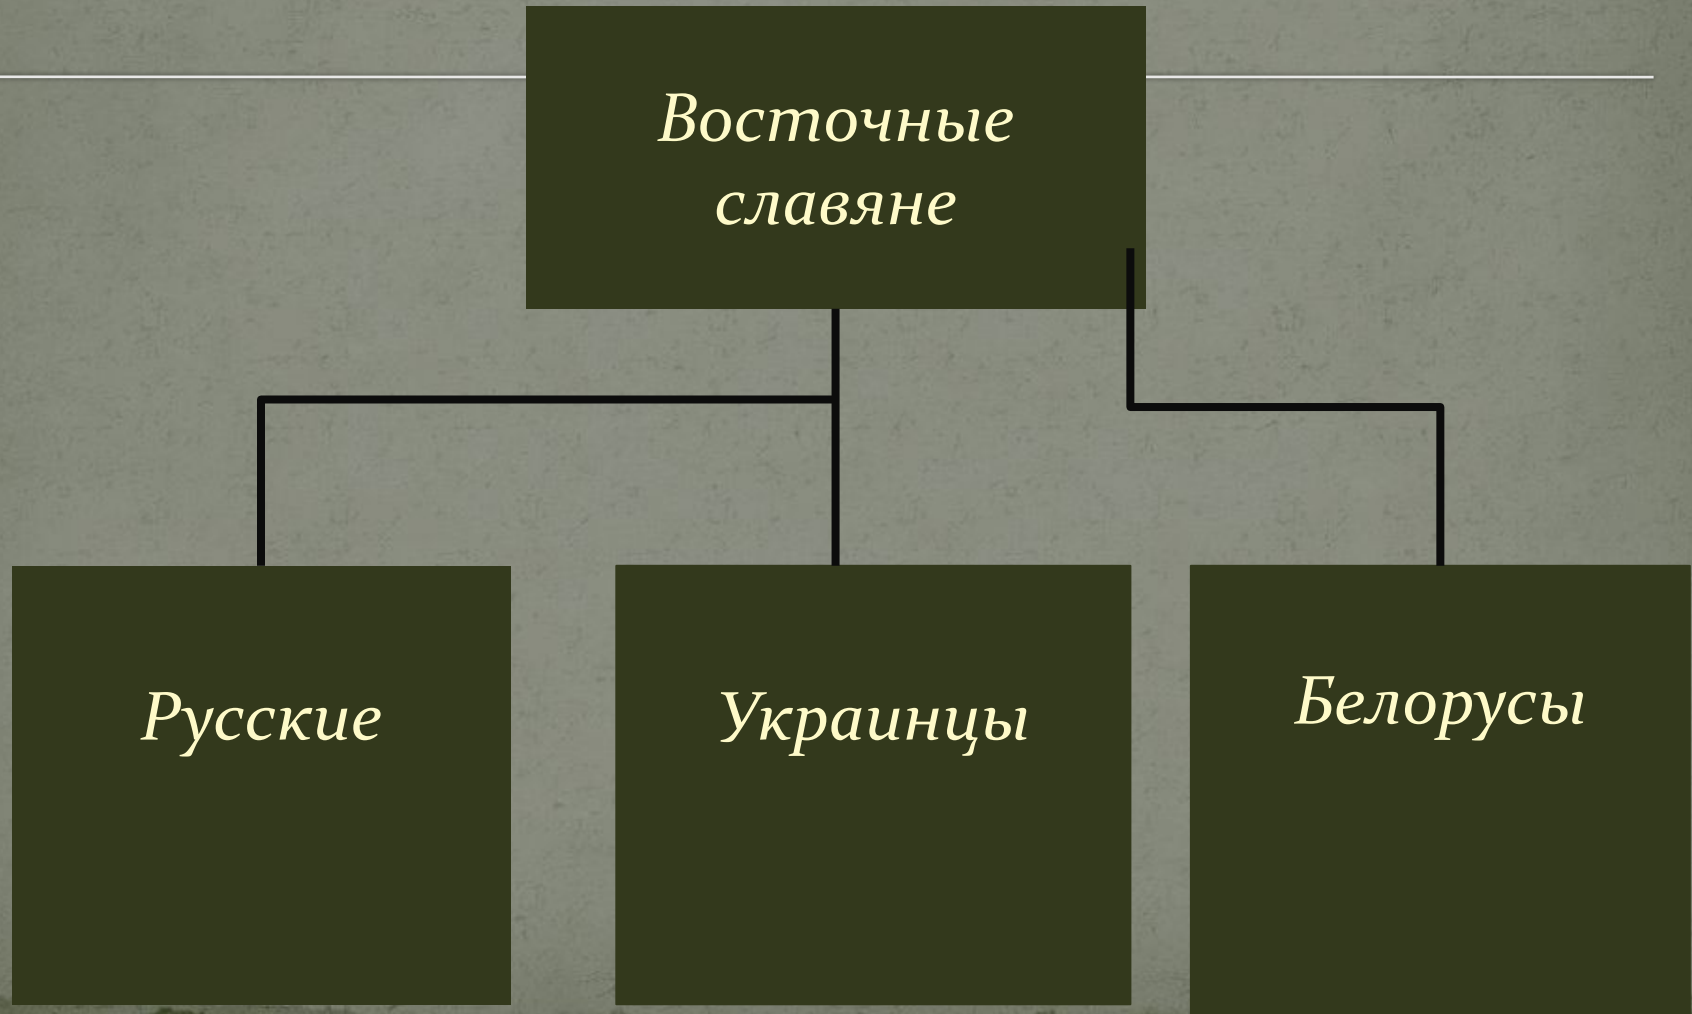 Восточные
славяне
Русские
Украинцы
Белорусы